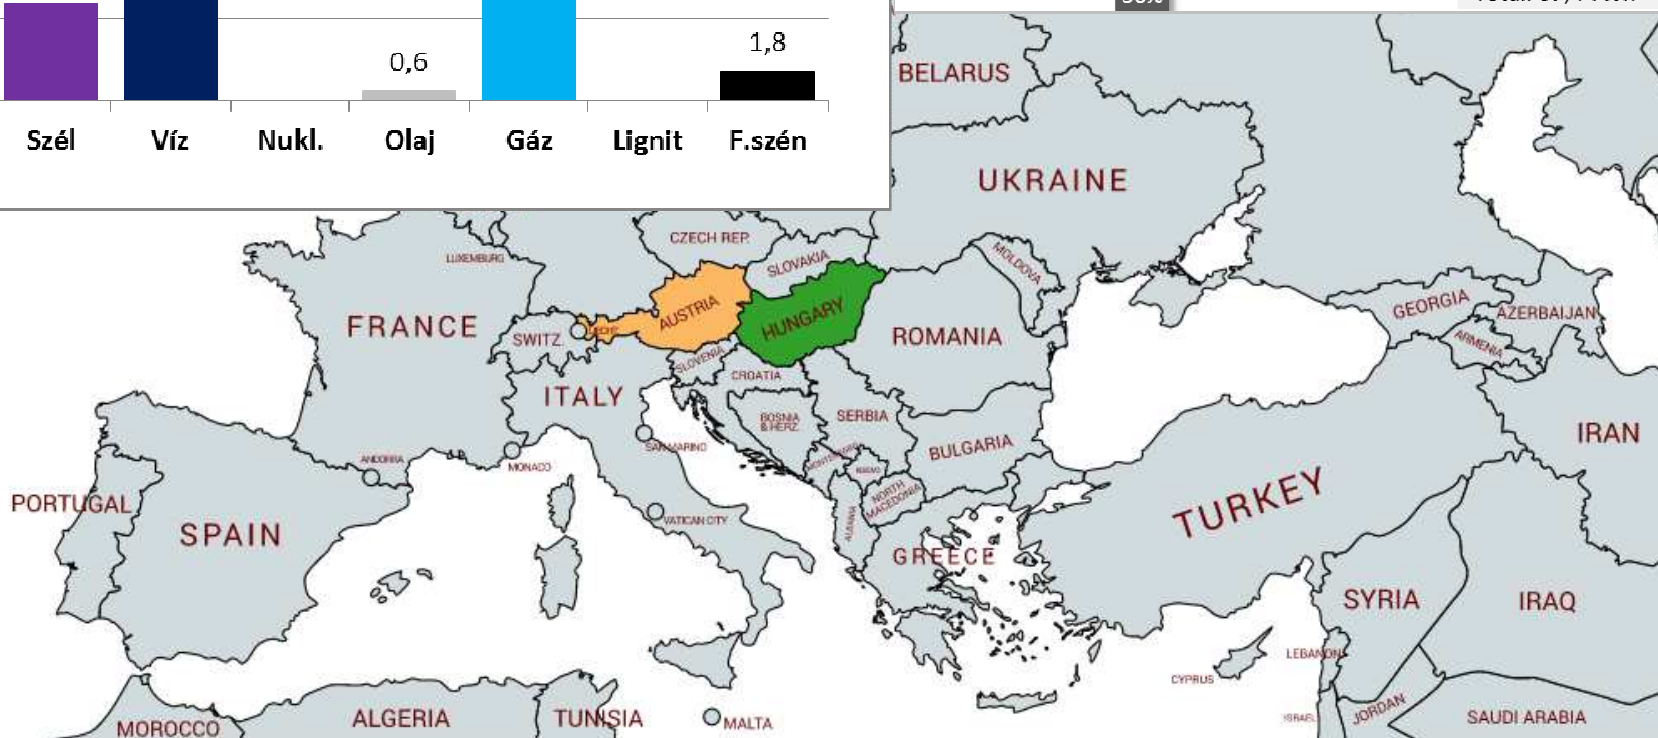 0,6
1,8
Szél
Víz
Nukl.
Olaj
Gáz
Lignit
F.szén
BELARUS
UKRAINE
CZECH REP.
SLOVAKIA
MOLDOVA
LUXEMBURG
FRANCE
SWITZ.
AUSTRIA
HUNGARY
ROMANIA
GEORGIA
AZERBAIJAN
ARMENIA
SLOVENIA
CROATIA
ITALY
BOSNIA
& HERZ.
SERBIA
BULGARIA
IRAN
SAN MARINO
MONACO
ANDORRA
MONTENEGRO
NORTH
MACEDONIA
ALBANIA
PORTUGAL
SPAIN
VATICAN CITY
GREECE
TURKEY
SYRIA
IRAQ
LEBANON
CYPRUS
ISRAEL
JORDAN
SAUDI ARABIA
MOROCCO
ALGERIA
TUNISIA
MALTA